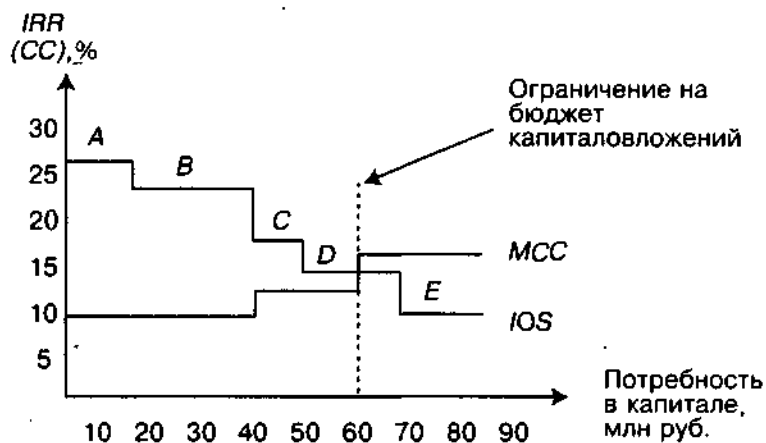 IRR
(CC),%
30
25
20
15
10
5
A
B
C
D
E
Ограничение на
бюджет
капиталовложений
MCC
IOS
10 20 30 40 50 60 70 80 90
Потребность
в капитале,
млн руб.